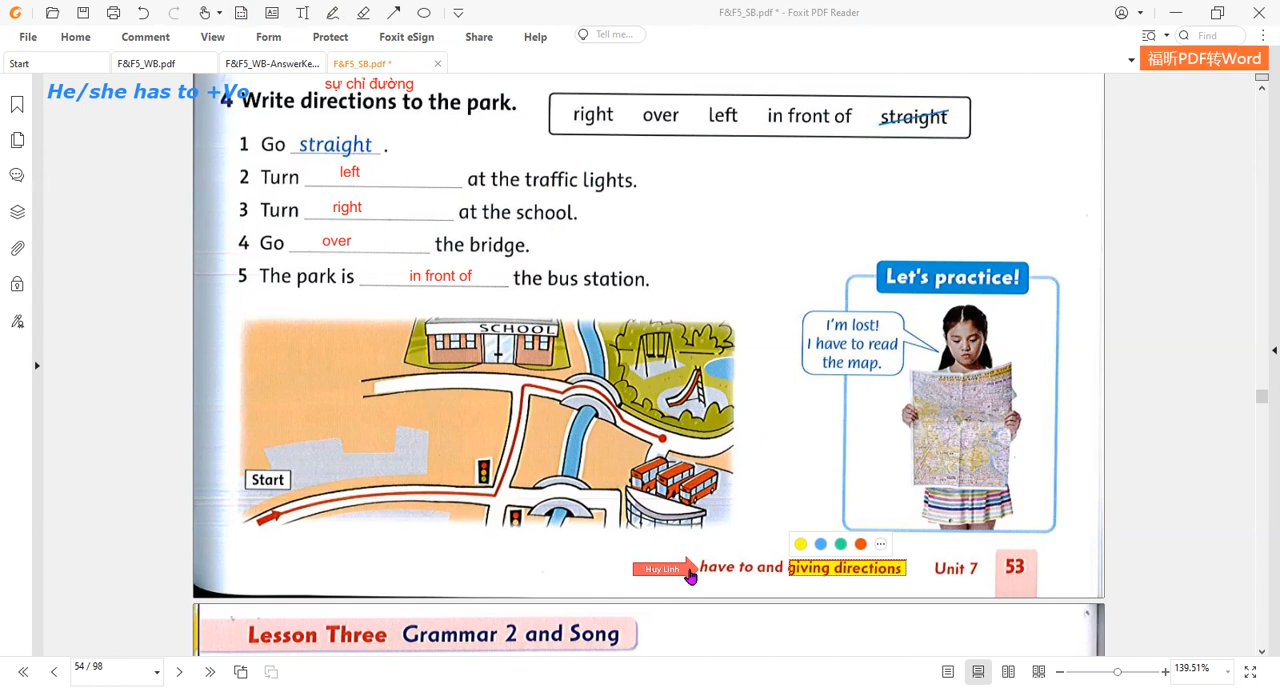 F&F5_SB.pdf * - Foxit PDF Reader
File Home Comment View Form Protect Foxit eSign Share Help Tell me... Find
Start F&F5_WB.pdf F&F5_WB-AnswerKe... F&F5_SB.pdf *
福昕PDF转Word
He/she has to +Vo
sự chỉ đường
4 Write directions to the park.
right over left in front of straight
1 Go straight .
2 Turn left at the traffic lights.
3 Turn right at the school.
4 Go over the bridge.
5 The park is in front of the bus station.
Let's practice!
I'm lost!
I have to read
the map.
SCHOOL
Start
Huy Linh
have to and giving directions Unit 7 53
Lesson Three Grammar 2 and Song
54 / 98
139.51%